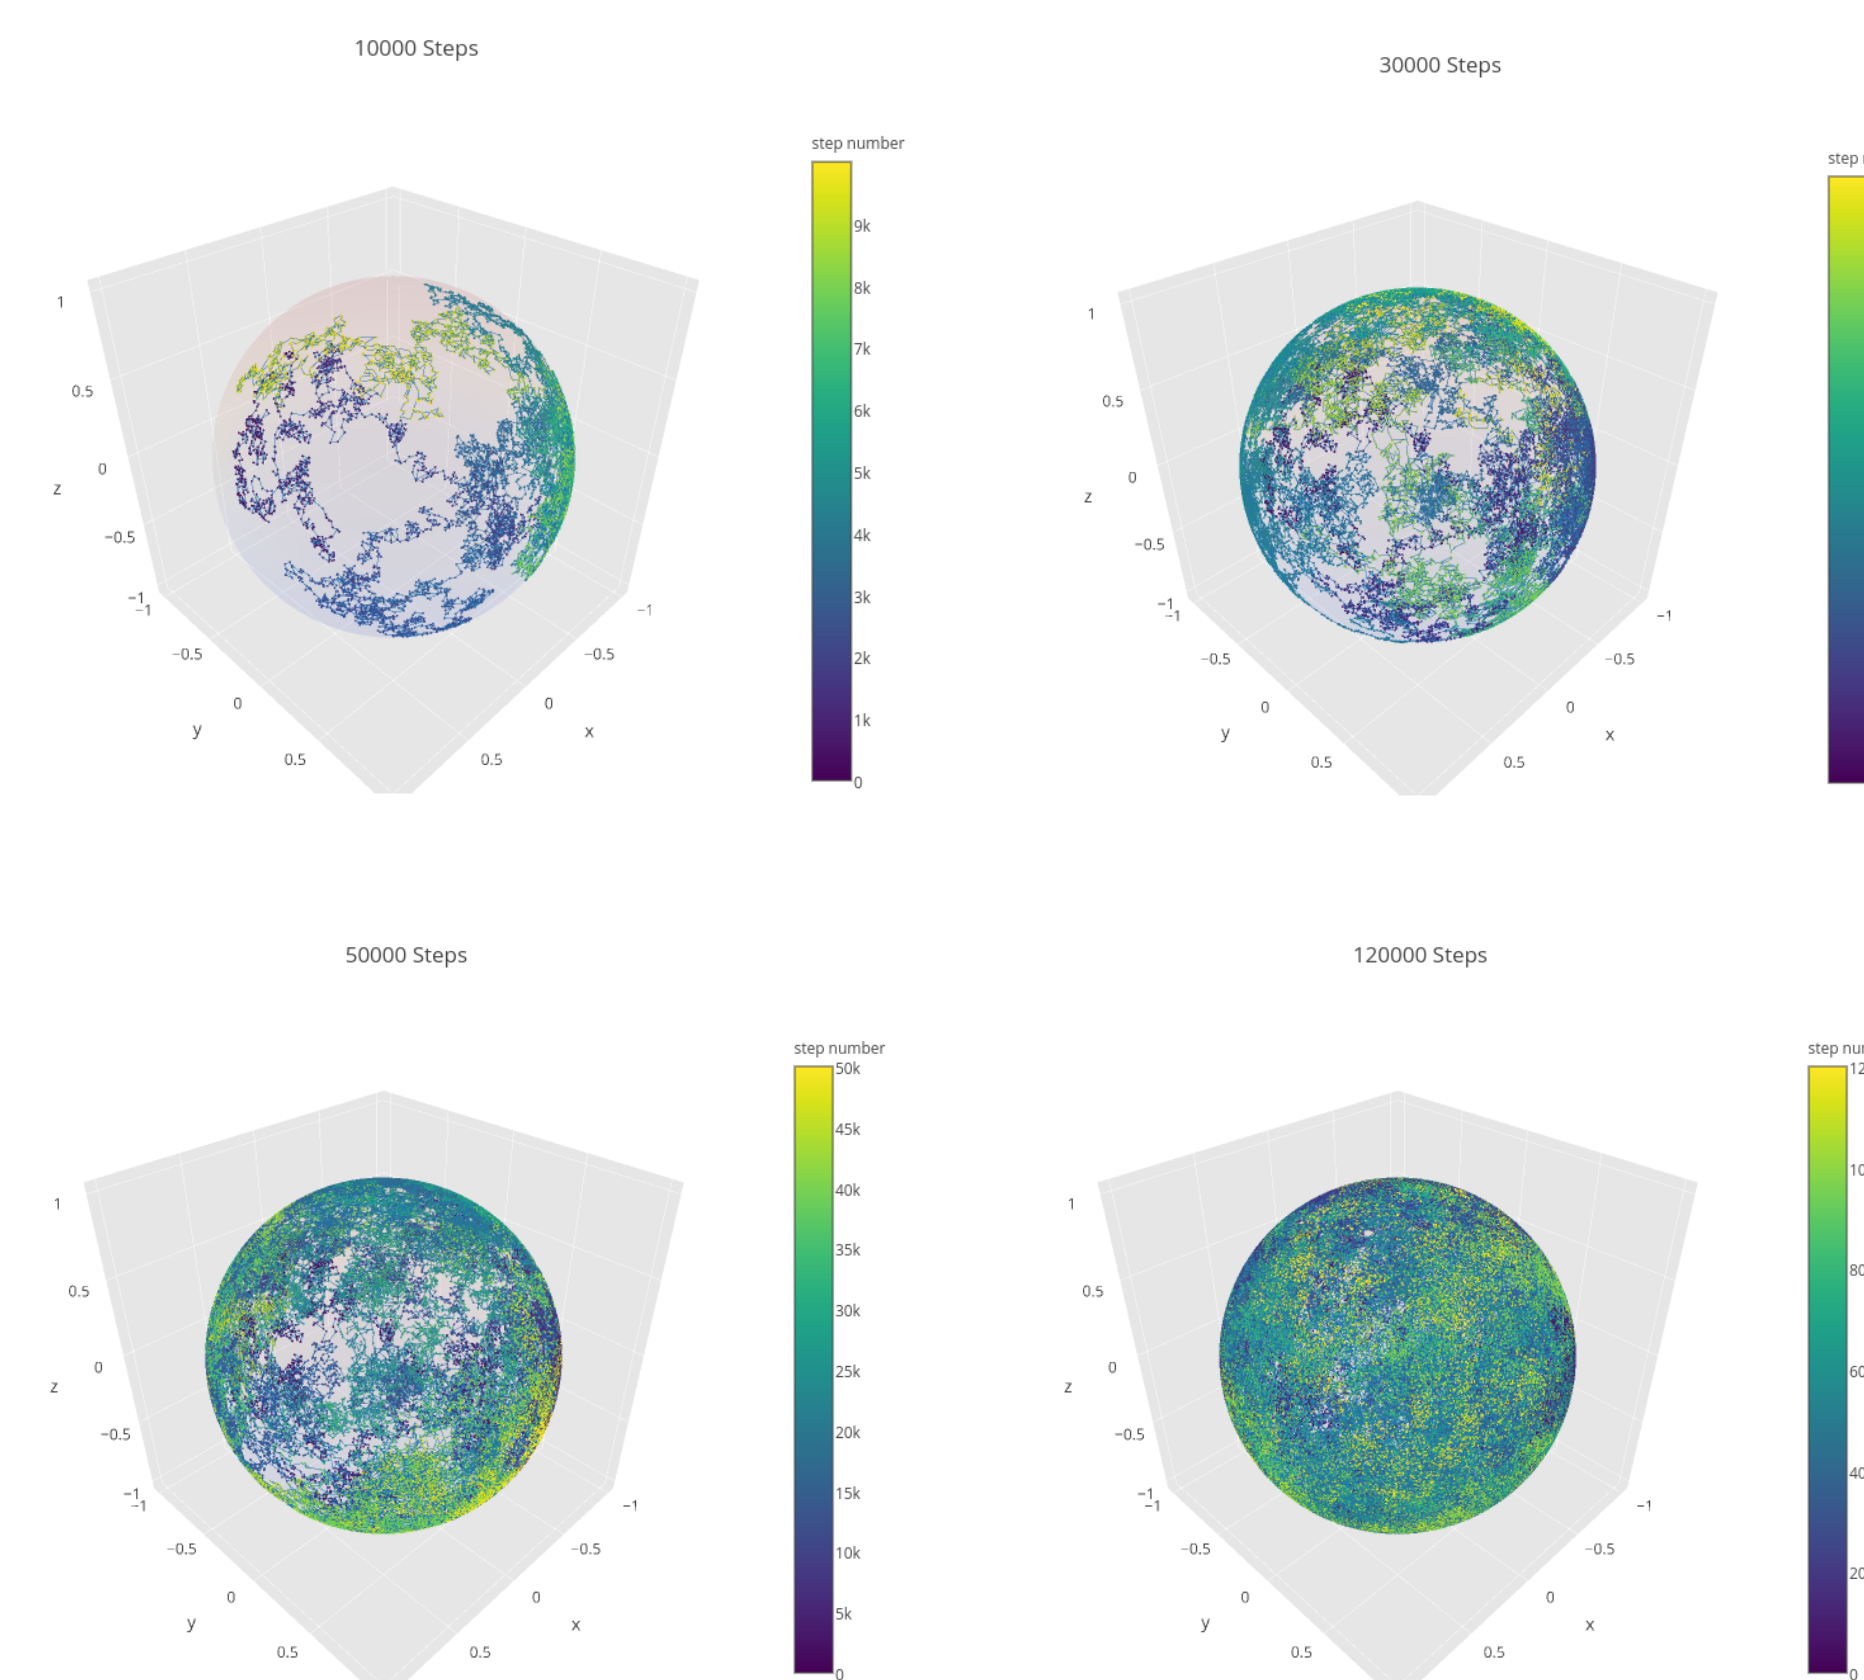 10000 Steps
step number
9k
8k
7k
6k
5k
4k
3k
2k
1k
0
1
0.5
0
−0.5
−1
z
−1
−0.5
0
0.5
y
−1
−0.5
0
0.5
x
30000 Steps
step
1
0.5
0
−0.5
−1
z
−1
−0.5
0
0.5
y
−1
−0.5
0
0.5
x
50000 Steps
step number
50k
45k
40k
35k
30k
25k
20k
15k
10k
5k
0
1
0.5
0
−0.5
−1
z
−1
−0.5
0
0.5
y
−1
−0.5
0
0.5
x
120000 Steps
step
1
0.5
0
−0.5
−1
z
−1
−0.5
0
0.5
y
−1
−0.5
0
0.5
x